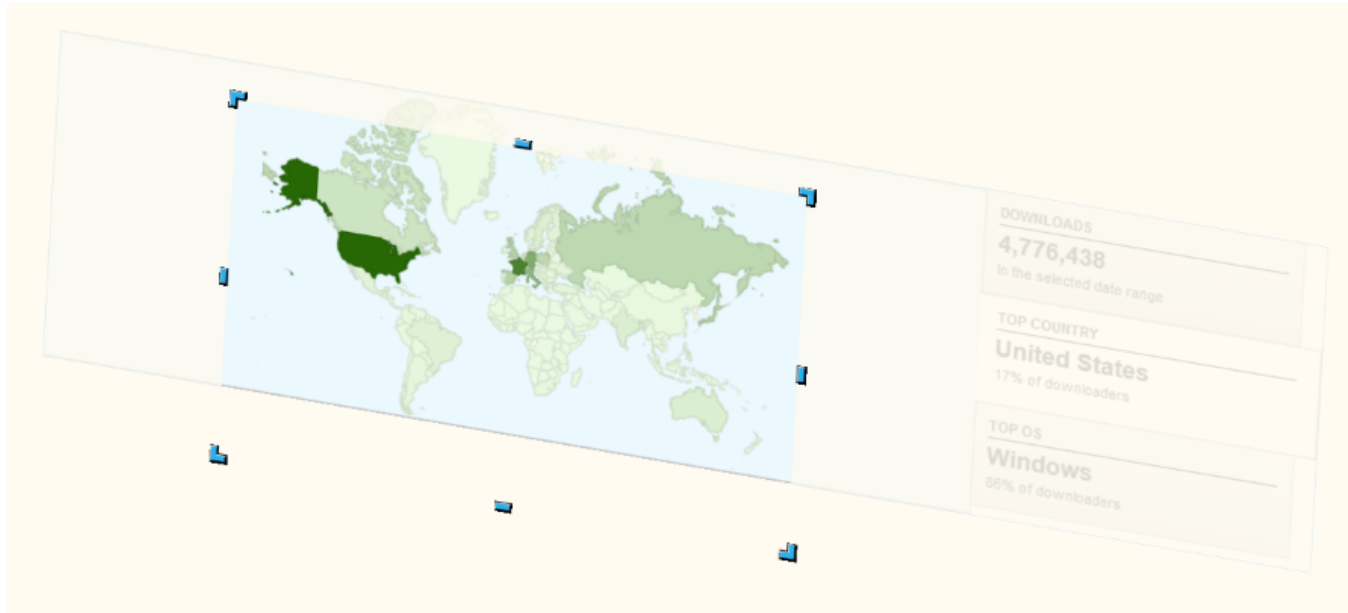 DOWNLOADS
4,776,438
In the selected date range
TOP COUNTRY
United States
17% of downloaders
TOP OS
Windows
86% of downloaders